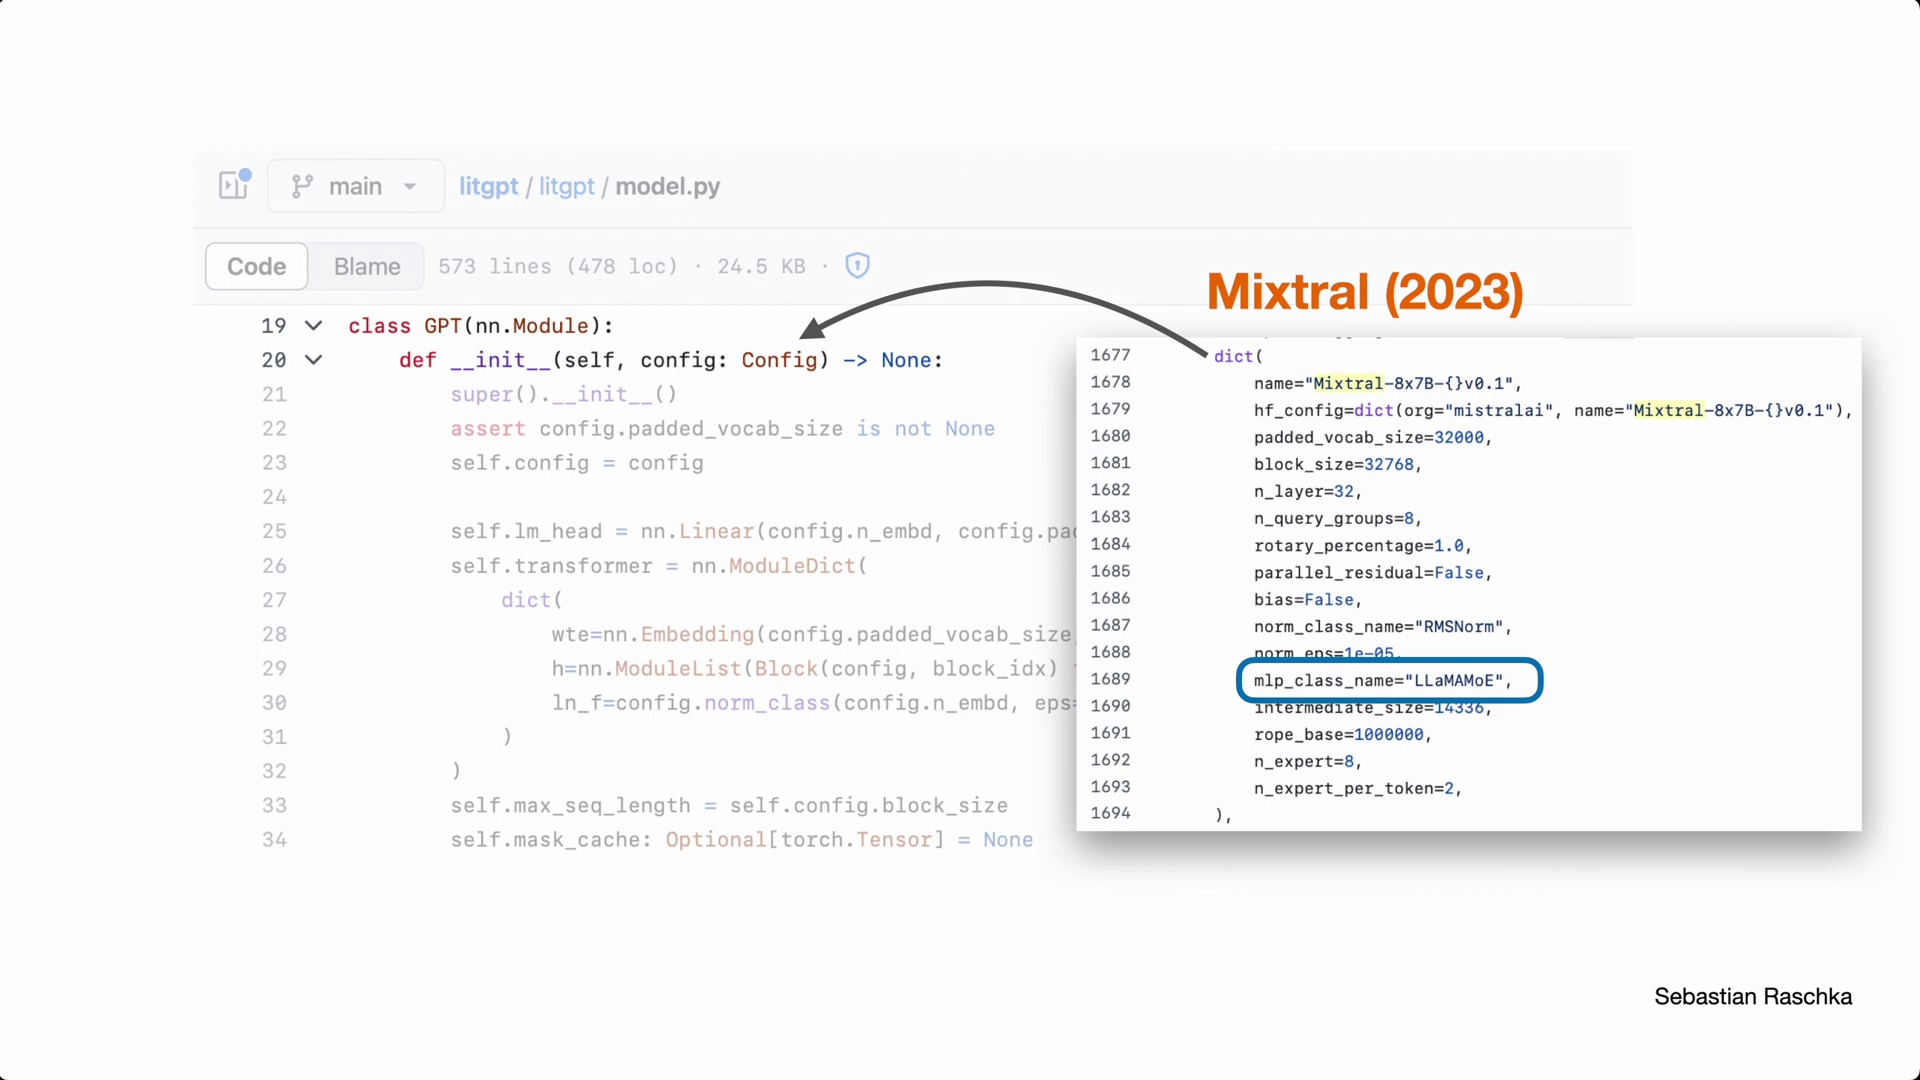 main litgpt / litgpt / model.py
Code Blame 573 lines (478 loc) · 24.5 KB ·
19 class GPT(nn.Module):
20 def __init__(self, config: Config) -> None:
21 super().__init__()
22 assert config.padded_vocab_size is not None
23 self.config = config
24
25 self.lm_head = nn.Linear(config.n_embd, config.pad
26 self.transformer = nn.ModuleDict(
27 dict(
28 wte=nn.Embedding(config.padded_vocab_size,
29 h=nn.ModuleList(Block(config, block_idx)
30 ln_f=config.norm_class(config.n_embd, eps=
31 )
32 )
33 self.max_seq_length = self.config.block_size
34 self.mask_cache: Optional[torch.Tensor] = None
Mixtral (2023)
1677 dict(
1678 name="Mixtral-8x7B-{}v0.1",
1679 hf_config=dict(org="mistralai", name="Mixtral-8x7B-{}v0.1"),
1680 padded_vocab_size=32000,
1681 block_size=32768,
1682 n_layer=32,
1683 n_query_groups=8,
1684 rotary_percentage=1.0,
1685 parallel_residual=False,
1686 bias=False,
1687 norm_class_name="RMSNorm",
1688 norm_eps=1e-05,
1689 mlp_class_name="LLaMAMoE",
1690 intermediate_size=14336,
1691 rope_base=1000000,
1692 n_expert=8,
1693 n_expert_per_token=2,
1694 ),
Sebastian Raschka